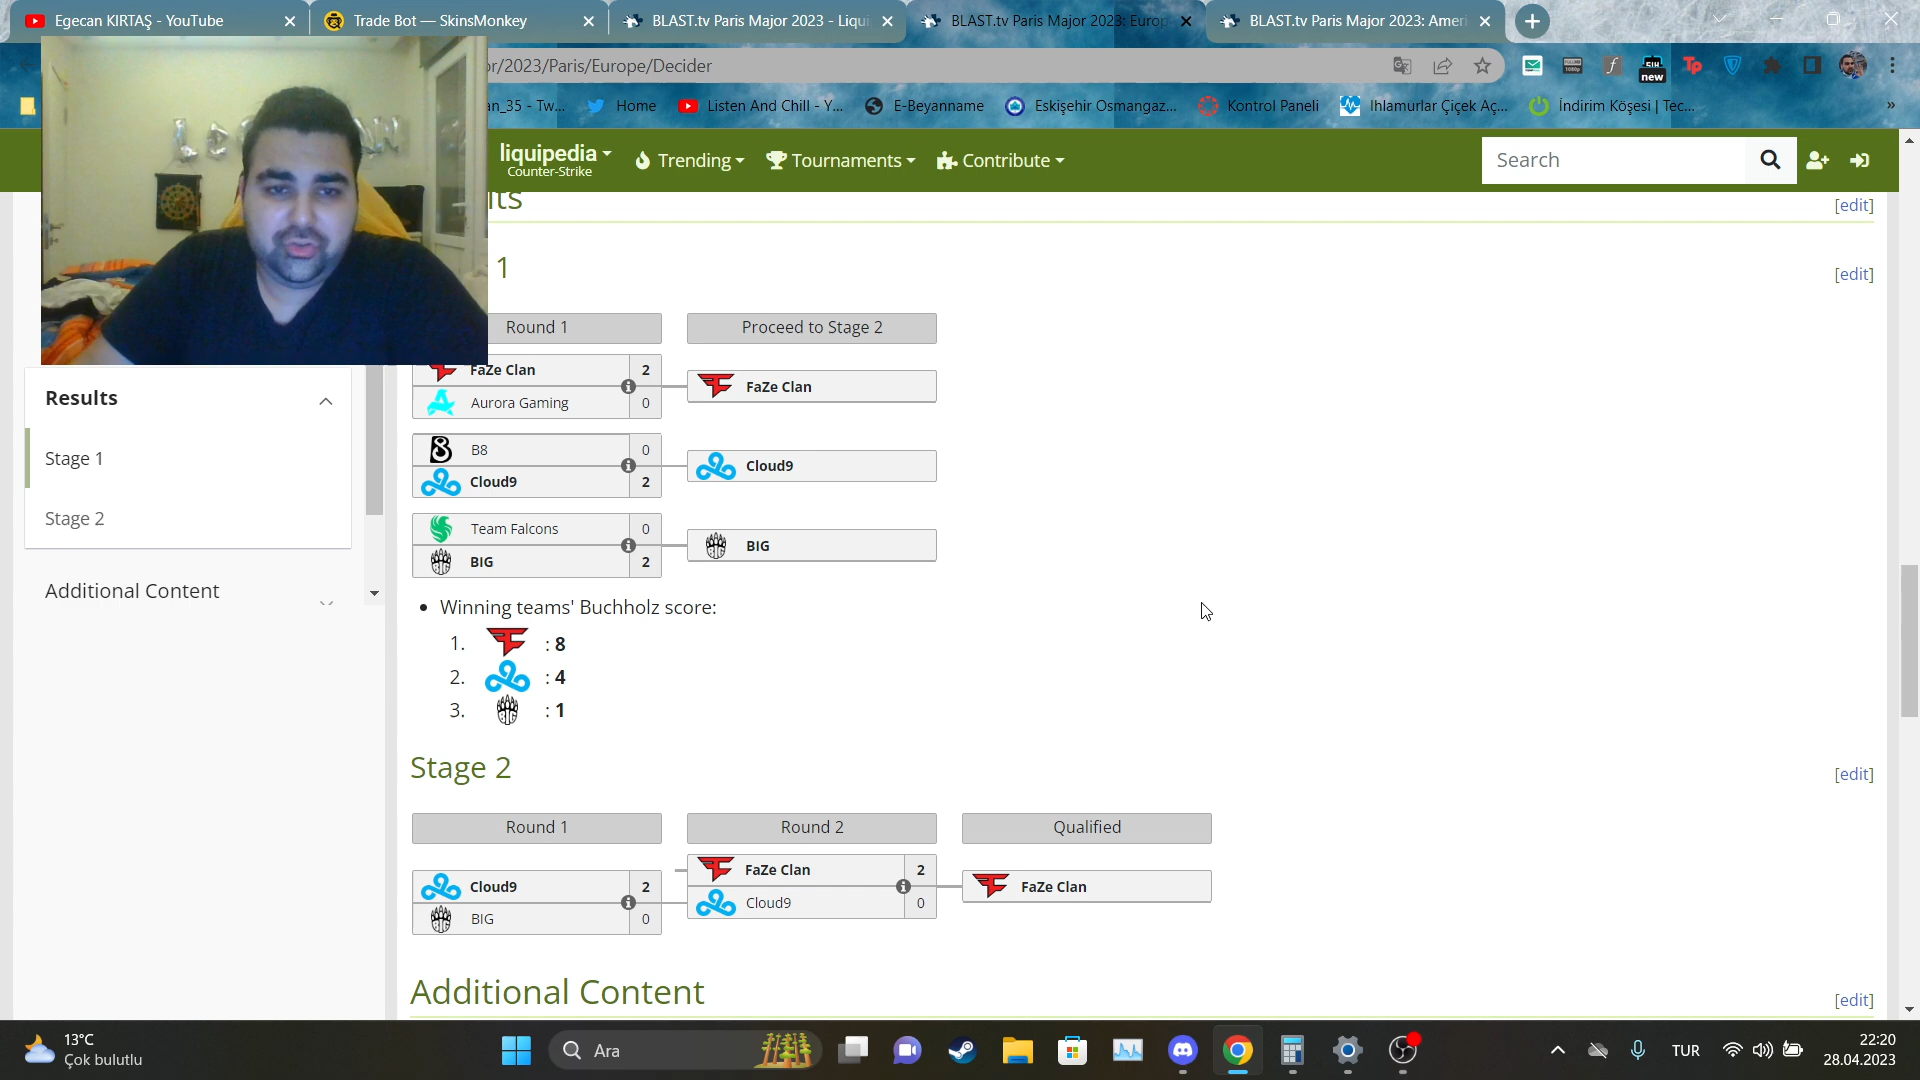 Egecan KIRTAŞ - YouTube
Trade Bot — SkinsMonkey
BLAST.tv Paris Major 2023 - Liqui
BLAST.tv Paris Major 2023: Europ
BLAST.tv Paris Major 2023: Ameri
r/2023/Paris/Europe/Decider
new
an_35 - Tw...
Home
Listen And Chill - Y...
E-Beyanname
Eskişehir Osmangaz...
Kontrol Paneli
Ihlamurlar Çiçek Aç...
İndirim Köşesi | Tec...
»
liquipedia
Counter-Strike
Trending
Tournaments
Contribute
Search
lts
[edit]
1
[edit]
Round 1
Proceed to Stage 2
FaZe Clan 2
Aurora Gaming 0
FaZe Clan
B8 0
Cloud9 2
Cloud9
Team Falcons 0
BIG 2
BIG
Results
Stage 1
Stage 2
Additional Content
• Winning teams' Buchholz score:
1. : 8
2. : 4
3. : 1
Stage 2
[edit]
Round 1
Round 2
Qualified
Cloud9 2
BIG 0
FaZe Clan 2
Cloud9 0
FaZe Clan
Additional Content
[edit]
13°C
Çok bulutlu
Ara
TUR
22:20
28.04.2023